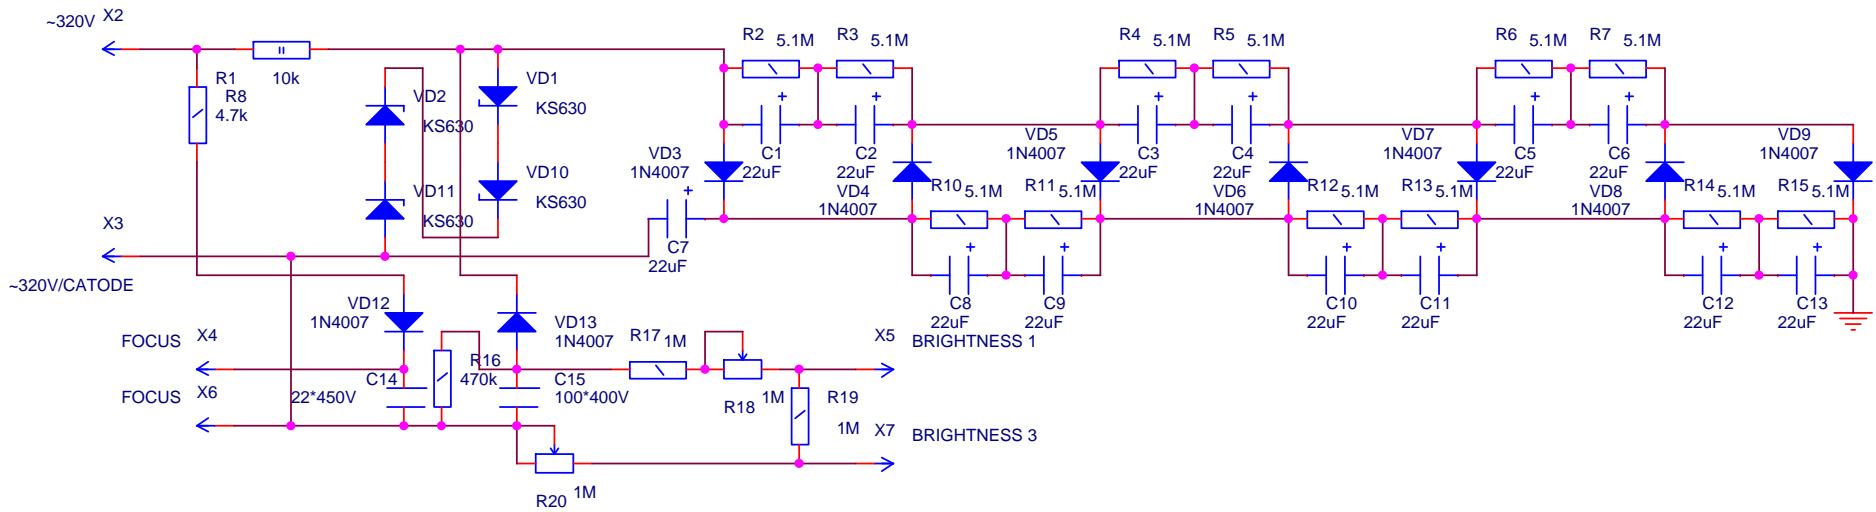 ~320V X2
R1
10k
R8
4.7k
VD2
KS630
VD1
KS630
VD11
KS630
VD10
KS630
X3
~320V/CATODE
R2 5.1M
R3 5.1M
R4 5.1M
R5 5.1M
R6 5.1M
R7 5.1M
+
+
+
+
+
+
C1
22uF
C2
22uF
C3
22uF
C4
22uF
C5
22uF
C6
22uF
VD3
1N4007
VD4
1N4007
VD5
1N4007
VD6
1N4007
VD7
1N4007
VD8
1N4007
VD9
1N4007
+
C7
22uF
R10 5.1M
R11 5.1M
R12 5.1M
R13 5.1M
R14 5.1M
R15 5.1M
+
+
+
+
+
+
C8
22uF
C9
22uF
C10
22uF
C11
22uF
C12
22uF
C13
22uF
VD12
1N4007
VD13
1N4007
FOCUS X4
FOCUS X6
C14
22*450V
R16
470k
C15
100*400V
R17 1M
R18 1M
R19
1M
R20 1M
X5 BRIGHTNESS 1
X7 BRIGHTNESS 3